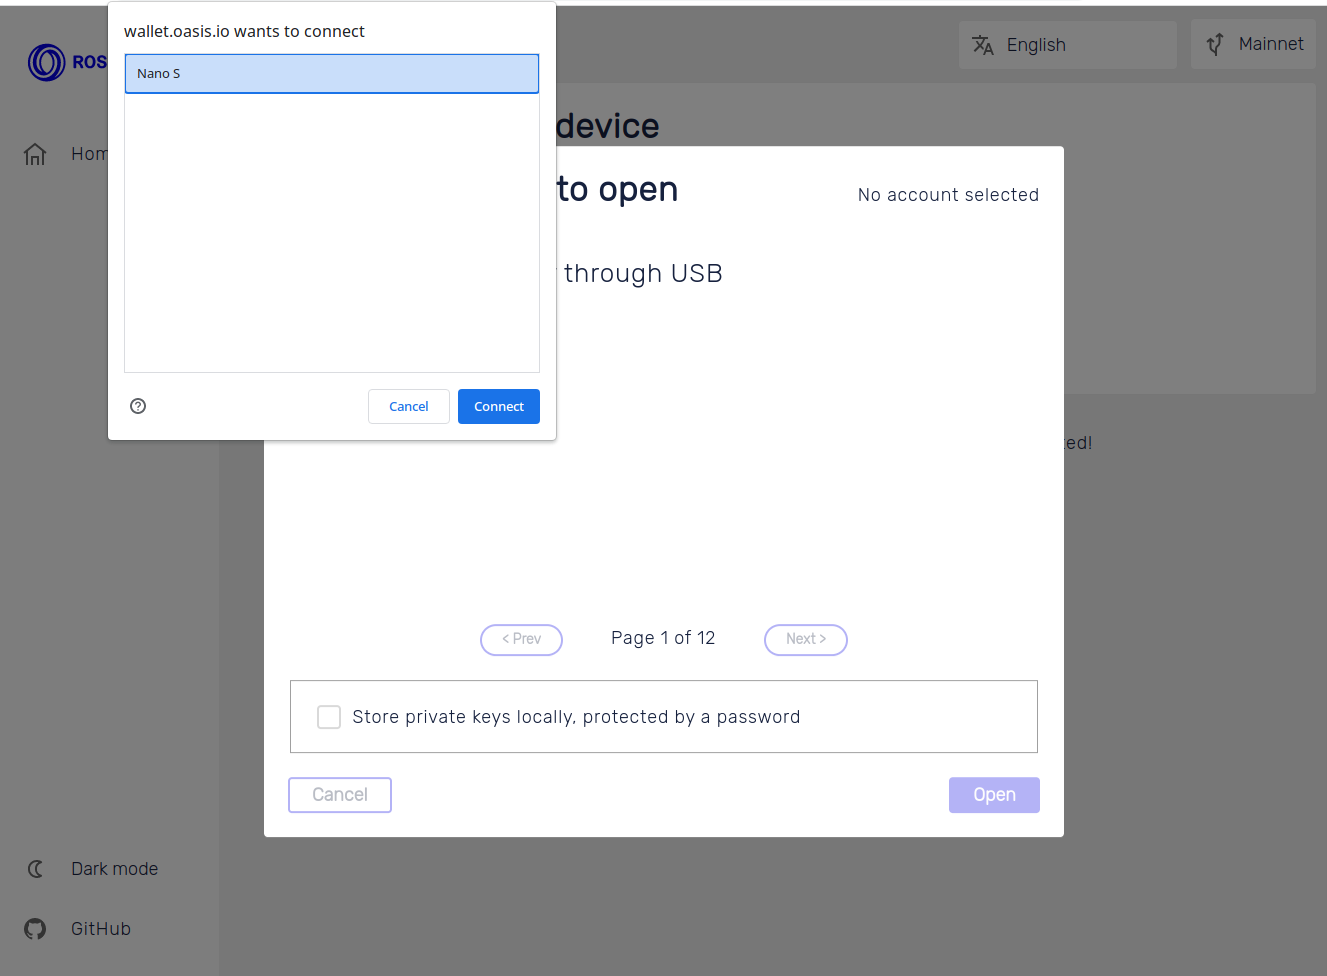 wallet.oasis.io wants to connect
Nano S
Cancel
Connect
ROS
English
Mainnet
Home
device
to open
No account selected
through USB
ted!
< Prev
Page 1 of 12
Next >
Store private keys locally, protected by a password
Cancel
Open
Dark mode
GitHub